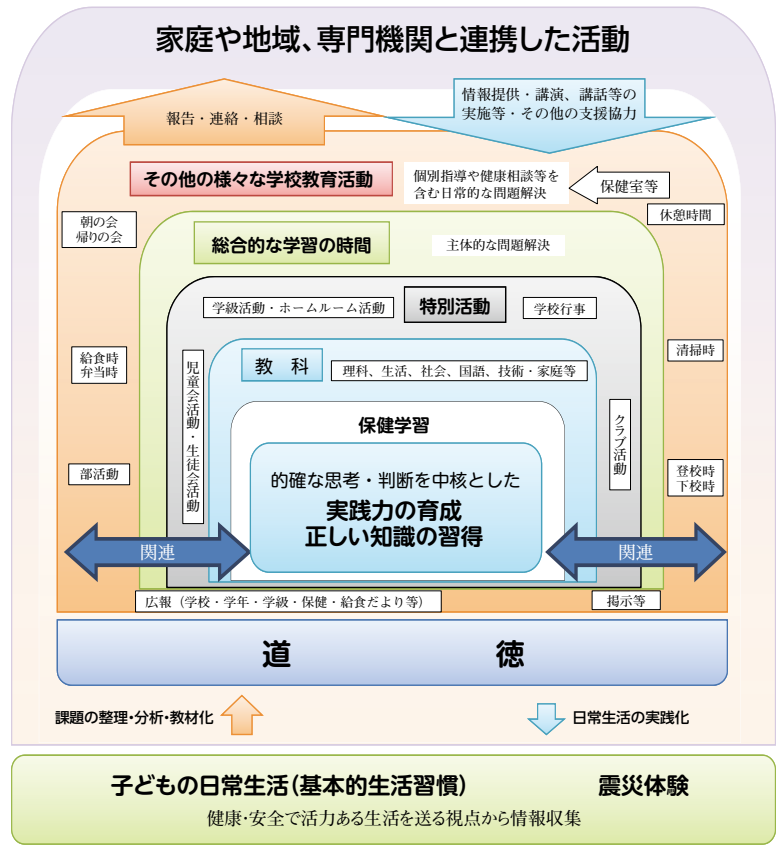 家庭や地域、専門機関と連携した活動
報告・連絡・相談
情報提供・講演、講話等の
実施等・その他の支援協力
その他の様々な学校教育活動
個別指導や健康相談等を
含む日常的な問題解決
保健室等
朝の会
帰りの会
休憩時間
総合的な学習の時間
主体的な問題解決
学級活動・ホームルーム活動
特別活動
学校行事
給食時
弁当時
清掃時
児童会活動・生徒会活動
教　科
理科、生活、社会、国語、技術・家庭等
クラブ活動
保健学習
部活動
登校時
下校時
的確な思考・判断を中核とした
実践力の育成
正しい知識の習得
関連
関連
広報（学校・学年・学級・保健・給食だより等）
掲示等
道　徳
課題の整理・分析・教材化
日常生活の実践化
子どもの日常生活（基本的生活習慣）
震災体験
健康・安全で活力ある生活を送る視点から情報収集